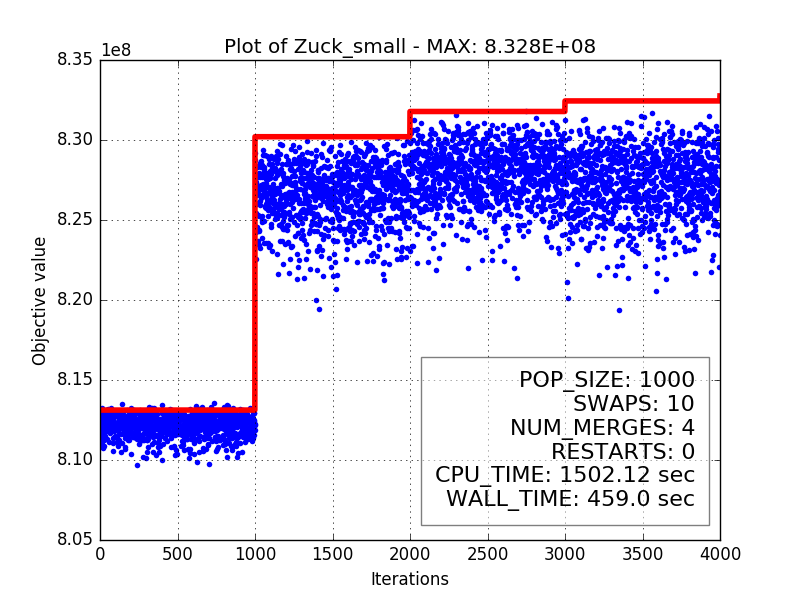 Plot of Zuck_small - MAX: 8.328E+08
1e8
8.35
8.30
8.25
8.20
8.15
8.10
8.05
Objective value
POP_SIZE: 1000
SWAPS: 10
NUM_MERGES: 4
RESTARTS: 0
CPU_TIME: 1502.12 sec
WALL_TIME: 459.0 sec
0 500 1000 1500 2000 2500 3000 3500 4000
Iterations